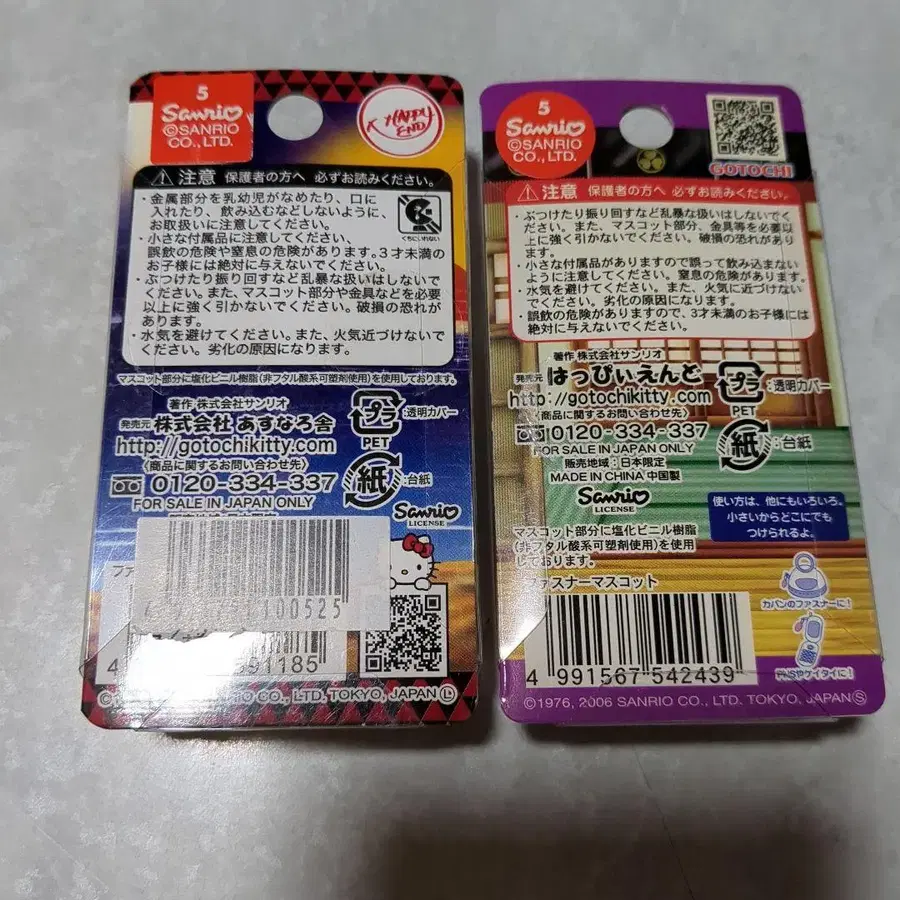 5
Sanrio
©SANRIO
CO., LTD.
HAPPY
END
⚠注意 保護者の方へ 必ずお読みください。
・金属部分を乳幼児がなめたり、口に
入れたり、飲み込むなどしないように、
お取扱いに注意してください。
くちにいれない
・小さな付属品に注意してください、
誤飲の危険や窒息の危険があります。3才未満の
お子様には絶対に与えないでください。
・ぶつけたり振り回すなど乱暴な扱いはしないで
ください。また、マスコット部分や金具などを必要
以上に強く引かないでください。破損の恐れが
あります。
・水気を避けてください。また、火気近づけないで
ください。劣化の原因になります。
マスコット部分に塩化ビニル樹脂(非フタル酸系可塑剤使用)を使用しております。
著作 株式会社サンリオ
発売元 株式会社 あすなろ舎
http://gotochikitty.com
〈商品に関するお問い合わせ先〉
0120-334-337
FOR SALE IN JAPAN ONLY
プラ
:透明カバー
PET
紙
:台紙
Sanrio
LICENSE
100525
91185
CO., LTD. TOKYO, JAPAN Ⓛ
5
Sanrio
©SANRIO
CO., LTD.
GOTOCHI
⚠注意 保護者の方へ 必ずお読みください。
・ぶつけたり振り回すなど乱暴な扱いはしないでくだ
さい。また、マスコット部分、金具等を必要以
上に強く引かないでください。破損の恐れがありま
す。
・小さな付属品がありますので誤って飲み込まない
ように注意してください。窒息の危険があります。
・水気を避けてください。また、火気に近づけない
でください。劣化の原因になります。
・誤飲の危険がありますので、3才未満のお子様には
絶対に与えないでください。
著作 株式会社サンリオ
発売元 はっぴぃえんど
http://gotochikitty.com
〈商品に関するお問い合わせ先〉
0120-334-337
FOR SALE IN JAPAN ONLY
販売地域:日本限定
MADE IN CHINA 中国製
プラ
:透明カバー
PET
紙
:台紙
Sanrio
LICENSE
マスコット部分に塩化ビニル樹脂
(非フタル酸系可塑剤使用)を使用
しております。
ファスナーマスコット
使い方は、他にもいろいろ。
小さいからどこにでも
つけられるよ。
カバンのファスナーに!
PHSやケイタイに!
4 991567 542439
©1976, 2006 SANRIO CO., LTD. TOKYO, JAPAN Ⓢ